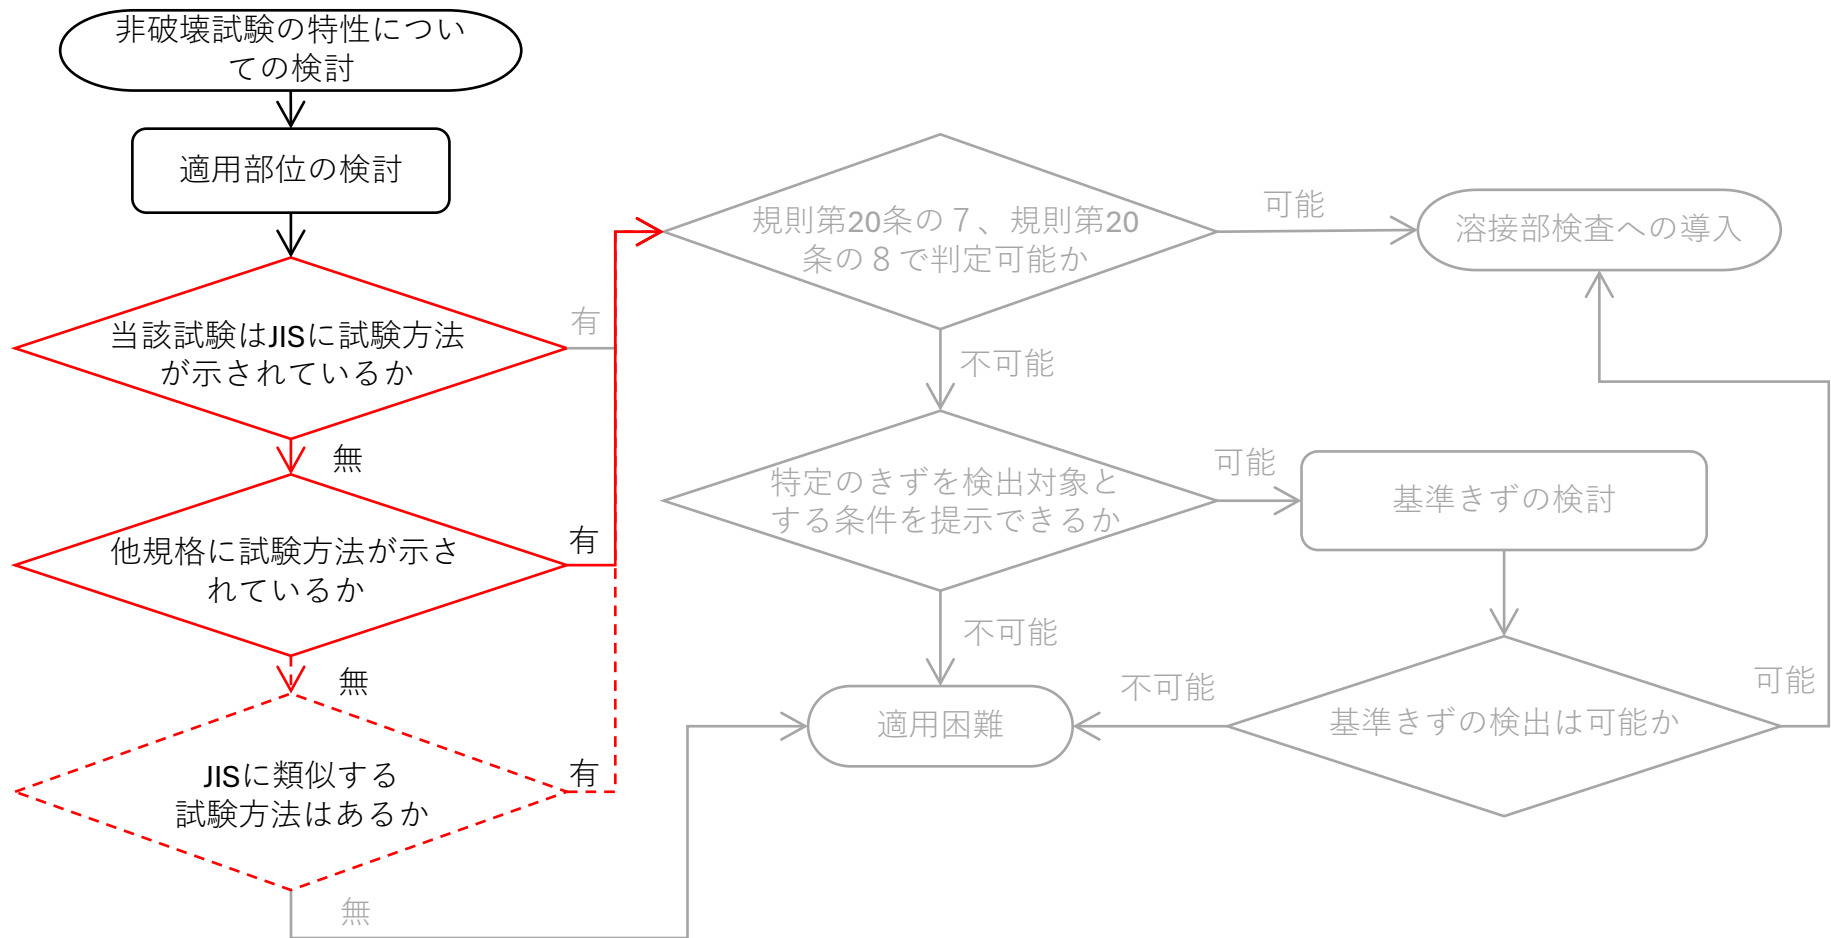 非破壊試験の特性につい
ての検討
適用部位の検討
当該試験はJISに試験方法
が示されているか
有
無
他規格に試験方法が示さ
れているか
有
無
JISに類似する
試験方法はあるか
有
無
規則第20条の７、規則第20
条の８で判定可能か
可能
溶接部検査への導入
不可能
特定のきずを検出対象と
する条件を提示できるか
可能
基準きずの検討
不可能
適用困難
不可能
基準きずの検出は可能か
可能